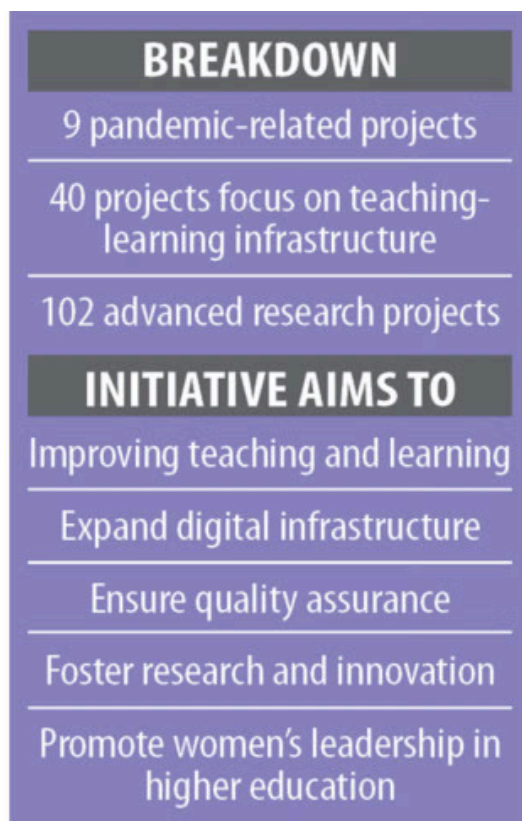 BREAKDOWN
9 pandemic-related projects
40 projects focus on teaching-
learning infrastructure
102 advanced research projects
INITIATIVE AIMS TO
Improving teaching and learning
Expand digital infrastructure
Ensure quality assurance
Foster research and innovation
Promote women's leadership in
higher education